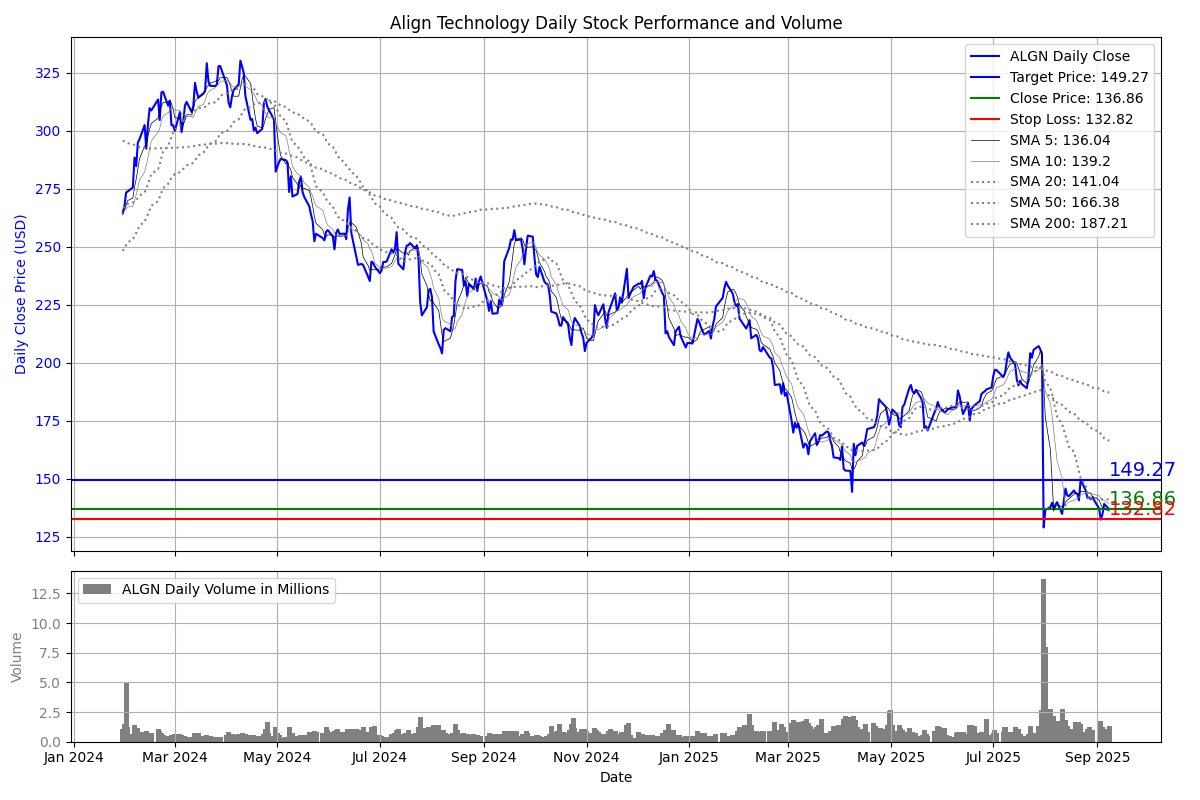 Align Technology Daily Stock Performance and Volume
Daily Close Price (USD)
325
300
275
250
225
200
175
150
125
ALGN Daily Close
Target Price: 149.27
Close Price: 136.86
Stop Loss: 132.82
SMA 5: 136.04
SMA 10: 139.2
SMA 20: 141.04
SMA 50: 166.38
SMA 200: 187.21
149.27
136.86
132.82
ALGN Daily Volume in Millions
Volume
12.5
10.0
7.5
5.0
2.5
0.0
Jan 2024 Mar 2024 May 2024 Jul 2024 Sep 2024 Nov 2024 Jan 2025 Mar 2025 May 2025 Jul 2025 Sep 2025
Date